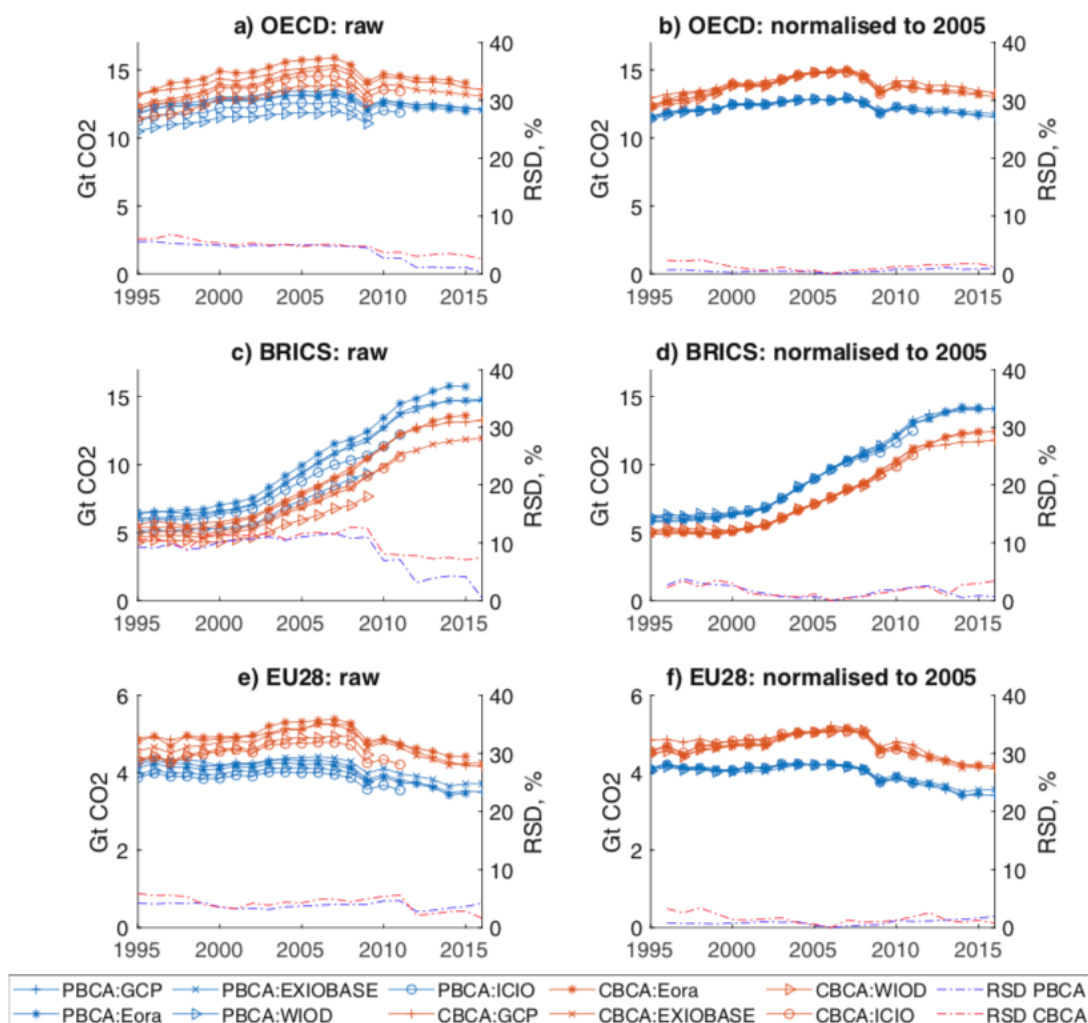 a) OECD: raw
b) OECD: normalised to 2005
15 10 5 0
Gt CO2
40 30 20 10 0
RSD, %
1995 2000 2005 2010 2015
15 10 5 0
Gt CO2
40 30 20 10 0
RSD, %
1995 2000 2005 2010 2015
c) BRICS: raw
d) BRICS: normalised to 2005
15 10 5 0
Gt CO2
40 30 20 10 0
RSD, %
1995 2000 2005 2010 2015
15 10 5 0
Gt CO2
40 30 20 10 0
RSD, %
1995 2000 2005 2010 2015
e) EU28: raw
f) EU28: normalised to 2005
6 4 2 0
Gt CO2
40 30 20 10 0
RSD, %
1995 2000 2005 2010 2015
6 4 2 0
Gt CO2
40 30 20 10 0
RSD, %
1995 2000 2005 2010 2015
PBCA:GCP PBCA:EXIOBASE PBCA:ICIO CBCA:Eora CBCA:WIOD RSD PBCA
PBCA:Eora PBCA:WIOD CBCA:GCP CBCA:EXIOBASE CBCA:ICIO RSD CBCA